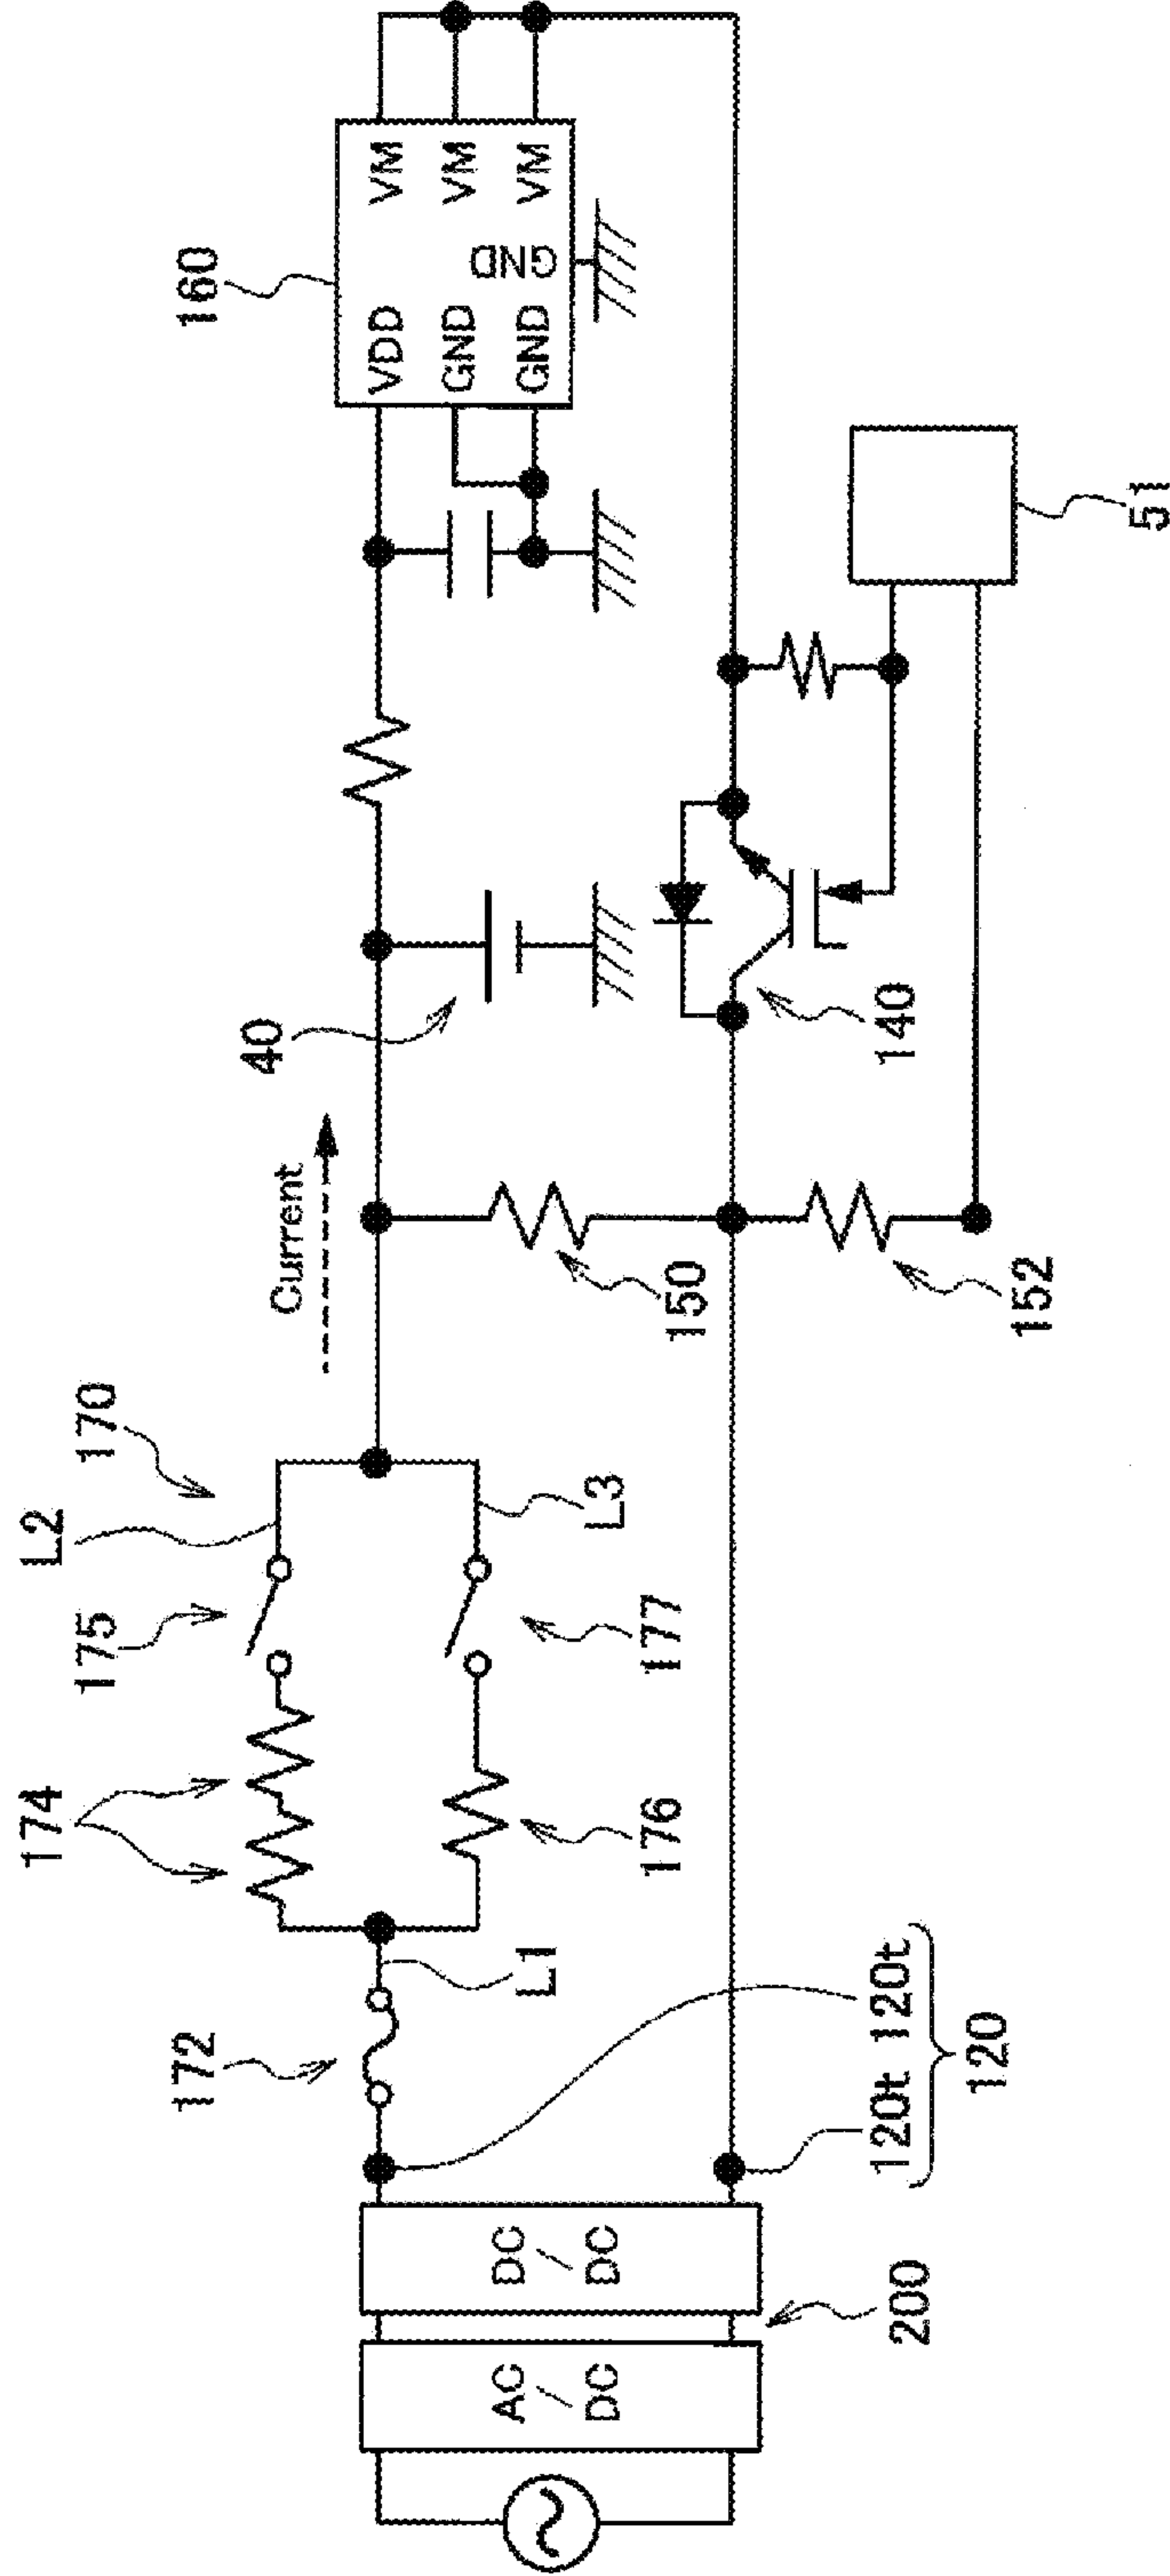 L2
170
174
175
Current
40
160
172
L1
176
177
L3
VDD
VM
GND
VM
GND
VM
GND
AC
/
DC
DC
/
DC
150
140
51
200
120t 120t
120
152